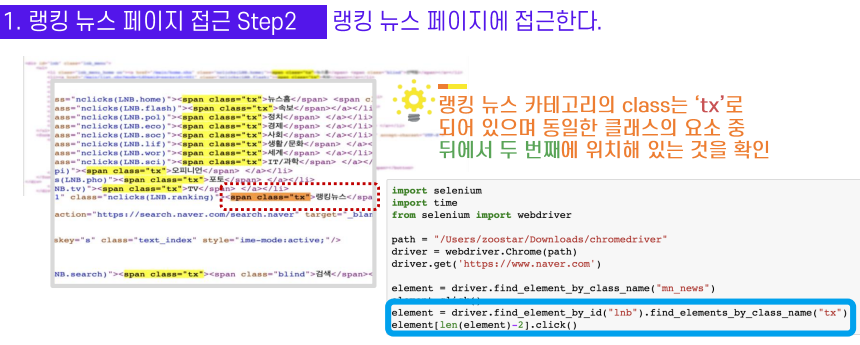 1. 랭킹 뉴스 페이지 접근 Step2
랭킹 뉴스 페이지에 접근한다.
ss="nclicks(LNB.home)"><span class="tx">뉴스홈</span> <span c
ass="nclicks(LNB.flash)"><span class="tx">속보</span></a></li>
ass="nclicks(LNB.pol)"><span class="tx">정치</span> </a></li>
ass="nclicks(LNB.eco)"><span class="tx">경제</span> </a></li>
ass="nclicks(LNB.soc)"><span class="tx">사회</span> </a></li>
ass="nclicks(LNB.lif)"><span class="tx">생활/문화</span> </a>
ass="nclicks(LNB.wor)"><span class="tx">세계</span> </a></li>
ass="nclicks(LNB.sci)"><span class="tx">IT/과학</span> </a></
pi)"><span class="tx">오피니언</span> </a></li>
s(LNB.pho)"><span class="tx">포토</span> </a></li>
NB.tv)"><span class="tx">TV</span> </a></li>
l" class="nclicks(LNB.ranking)"><span class="tx">랭킹뉴스</spa
action="https://search.naver.com/search.naver" target="_blan
skey="s" class="text_index" style="ime-mode:active;"/>
NB.search)"><span class="tx"><span class="blind">검색</span><
랭킹 뉴스 카테고리의 class는 ‘tx’로
되어 있으며 동일한 클래스의 요소 중
뒤에서 두 번째에 위치해 있는 것을 확인
import selenium
import time
from selenium import webdriver
path = "/Users/zoostar/Downloads/chromedriver"
driver = webdriver.Chrome(path)
driver.get('https://www.naver.com')
element = driver.find_element_by_class_name("mn_news")
element = driver.find_element_by_id("lnb").find_elements_by_class_name("tx")
element[len(element)-2].click()